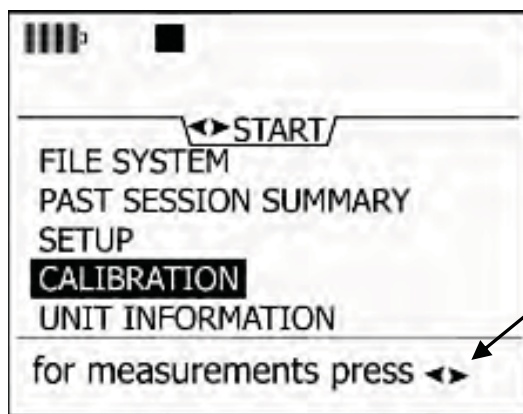 ◄►START
FILE SYSTEM
PAST SESSION SUMMARY
SETUP
CALIBRATION
UNIT INFORMATION
for measurements press ◄►